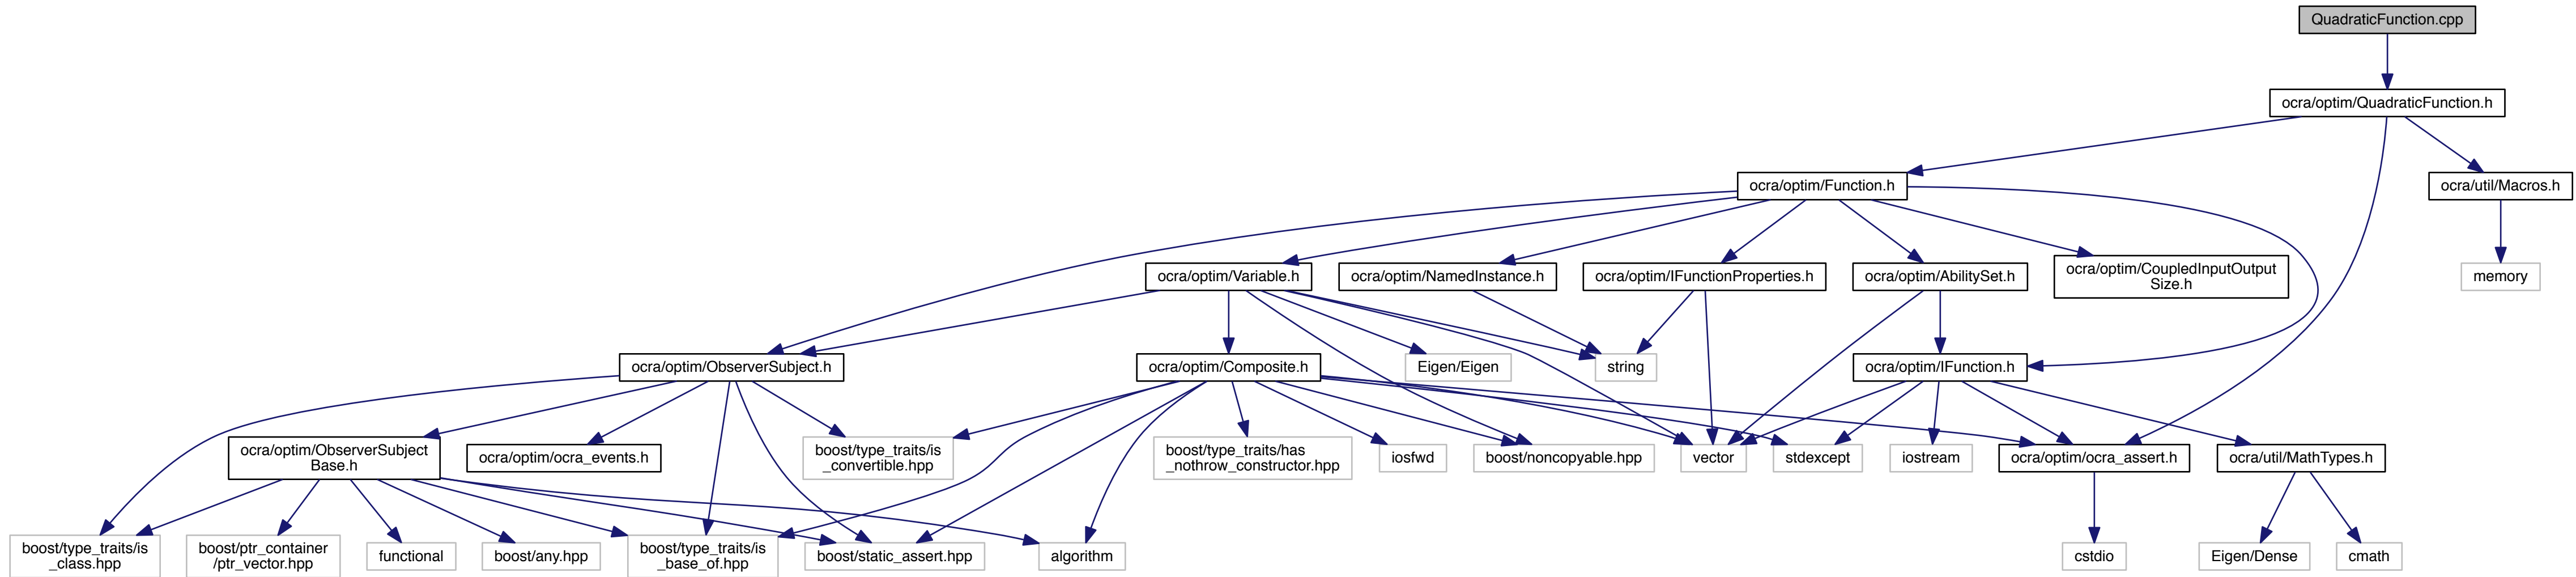 QuadraticFunction.cpp
ocra/optim/QuadraticFunction.h
ocra/optim/Function.h
ocra/util/Macros.h
ocra/optim/Variable.h
ocra/optim/NamedInstance.h
ocra/optim/IFunctionProperties.h
ocra/optim/AbilitySet.h
ocra/optim/CoupledInputOutput
Size.h
memory
ocra/optim/ObserverSubject.h
ocra/optim/Composite.h
Eigen/Eigen
string
ocra/optim/IFunction.h
ocra/optim/ObserverSubject
Base.h
ocra/optim/ocra_events.h
boost/type_traits/is
_convertible.hpp
boost/type_traits/has
_nothrow_constructor.hpp
iosfwd
boost/noncopyable.hpp
vector
stdexcept
iostream
ocra/optim/ocra_assert.h
ocra/util/MathTypes.h
boost/type_traits/is
_class.hpp
boost/ptr_container
/ptr_vector.hpp
functional
boost/any.hpp
boost/type_traits/is
_base_of.hpp
boost/static_assert.hpp
algorithm
cstdio
Eigen/Dense
cmath